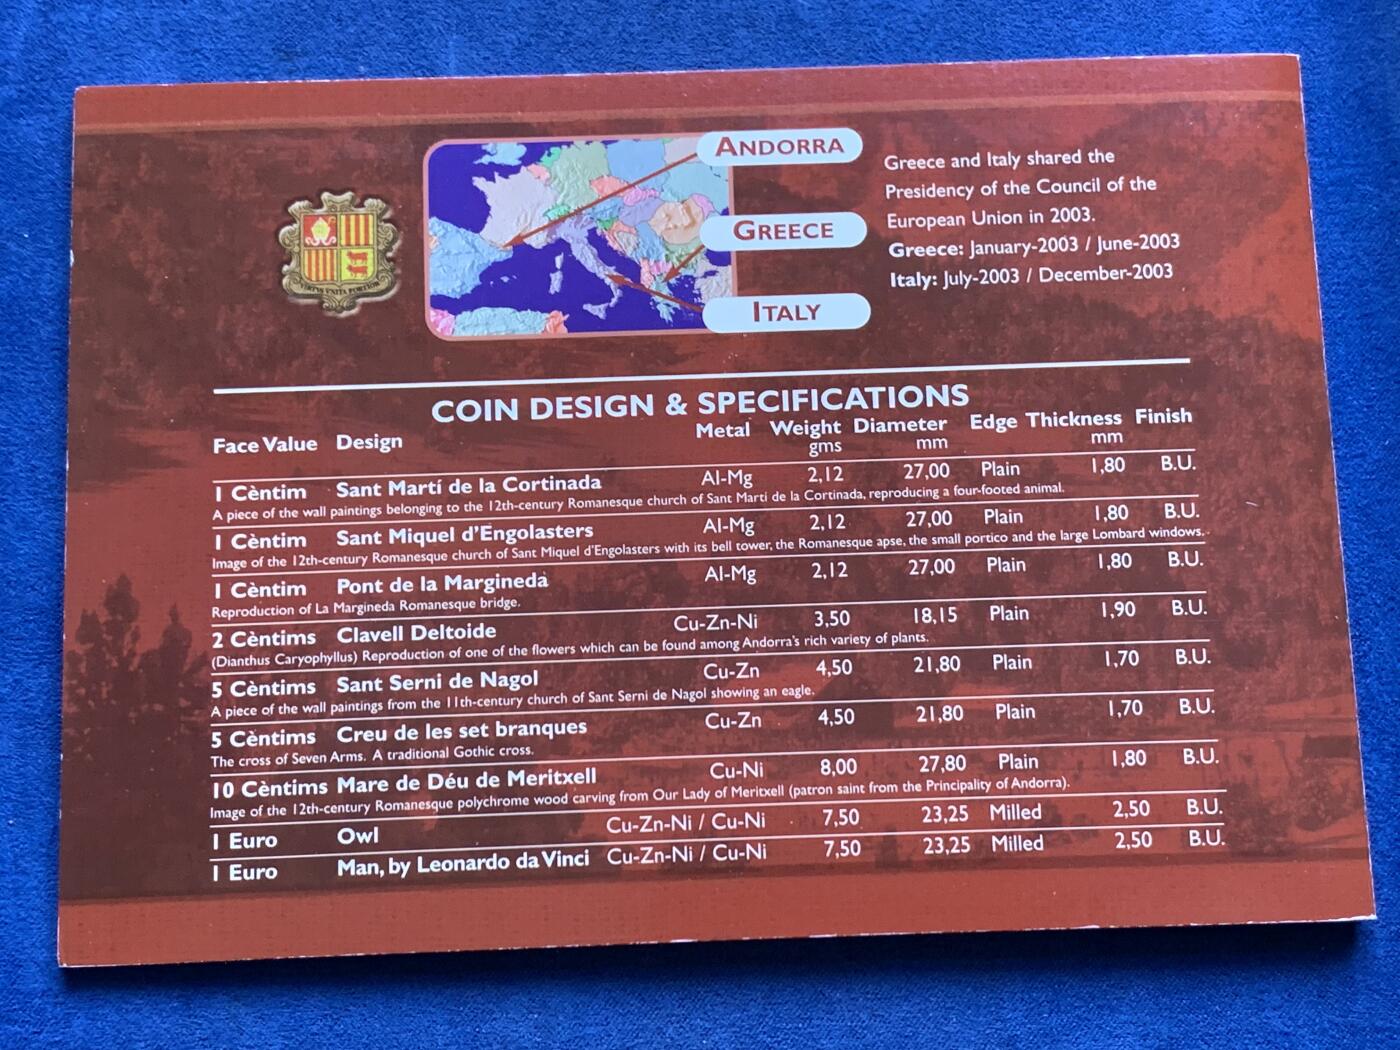 ANDORRA
GREECE
ITALY
VIRTVS VNITA FORTIOR
Greece and Italy shared the
Presidency of the Council of the
European Union in 2003.
Greece: January-2003 / June-2003
Italy: July-2003 / December-2003
COIN DESIGN & SPECIFICATIONS
Face Value Design Metal Weight gms Diameter mm Edge Thickness mm Finish
1 Cèntim Sant Martí de la Cortinada Al-Mg 2,12 27,00 Plain 1,80 B.U.
A piece of the wall paintings belonging to the 12th-century Romanesque church of Sant Marti de la Cortinada, reproducing a four-footed animal.
1 Cèntim Sant Miquel d'Engolasters Al-Mg 2,12 27,00 Plain 1,80 B.U.
Image of the 12th-century Romanesque church of Sant Miquel d'Engolasters with its bell tower, the Romanesque apse, the small portico and the large Lombard windows.
1 Cèntim Pont de la Margineda Al-Mg 2,12 27,00 Plain 1,80 B.U.
Reproduction of La Margineda Romanesque bridge.
2 Cèntims Clavell Deltoide Cu-Zn-Ni 3,50 18,15 Plain 1,90 B.U.
(Dianthus Caryophyllus) Reproduction of one of the flowers which can be found among Andorra's rich variety of plants.
5 Cèntims Sant Serni de Nagol Cu-Zn 4,50 21,80 Plain 1,70 B.U.
A piece of the wall paintings from the 11th-century church of Sant Serni de Nagol showing an eagle.
5 Cèntims Creu de les set branques Cu-Zn 4,50 21,80 Plain 1,70 B.U.
The cross of Seven Arms. A traditional Gothic cross.
10 Cèntims Mare de Déu de Meritxell Cu-Ni 8,00 27,80 Plain 1,80 B.U.
Image of the 12th-century Romanesque polychrome wood carving from Our Lady of Meritxell (patron saint from the Principality of Andorra).
1 Euro Owl Cu-Zn-Ni / Cu-Ni 7,50 23,25 Milled 2,50 B.U.
1 Euro Man, by Leonardo da Vinci Cu-Zn-Ni / Cu-Ni 7,50 23,25 Milled 2,50 B.U.